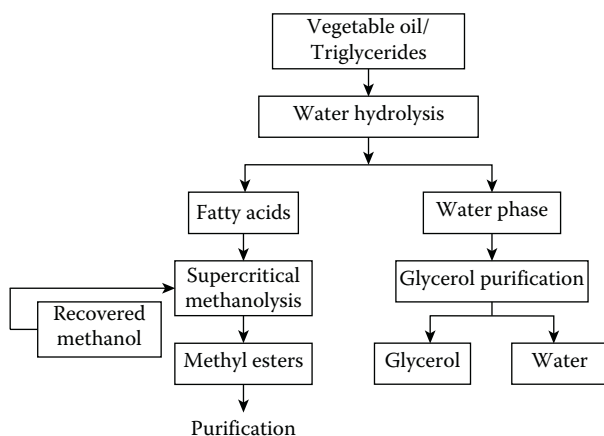 Vegetable oil/
Triglycerides
Water hydrolysis
Fatty acids
Water phase
Supercritical
methanolysis
Glycerol purification
Recovered
methanol
Methyl esters
Glycerol
Water
Purification